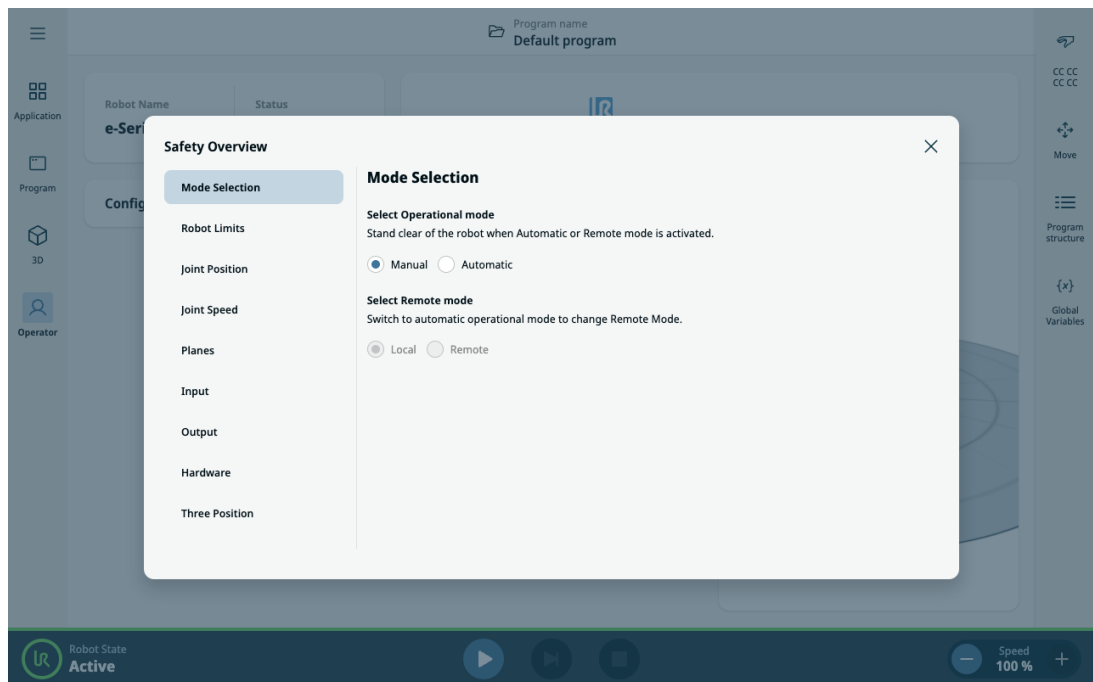 Program name
Default program
Application
Program
3D
Operator
Robot Name
Status
e-Seri
Config
Safety Overview
Mode Selection
Robot Limits
Joint Position
Joint Speed
Planes
Input
Output
Hardware
Three Position
Mode Selection
Select Operational mode
Stand clear of the robot when Automatic or Remote mode is activated.
Manual Automatic
Select Remote mode
Switch to automatic operational mode to change Remote Mode.
Local Remote
CC CC
CC CC
Move
Program
structure
{x}
Global
Variables
Robot State
Active
Speed
100 %